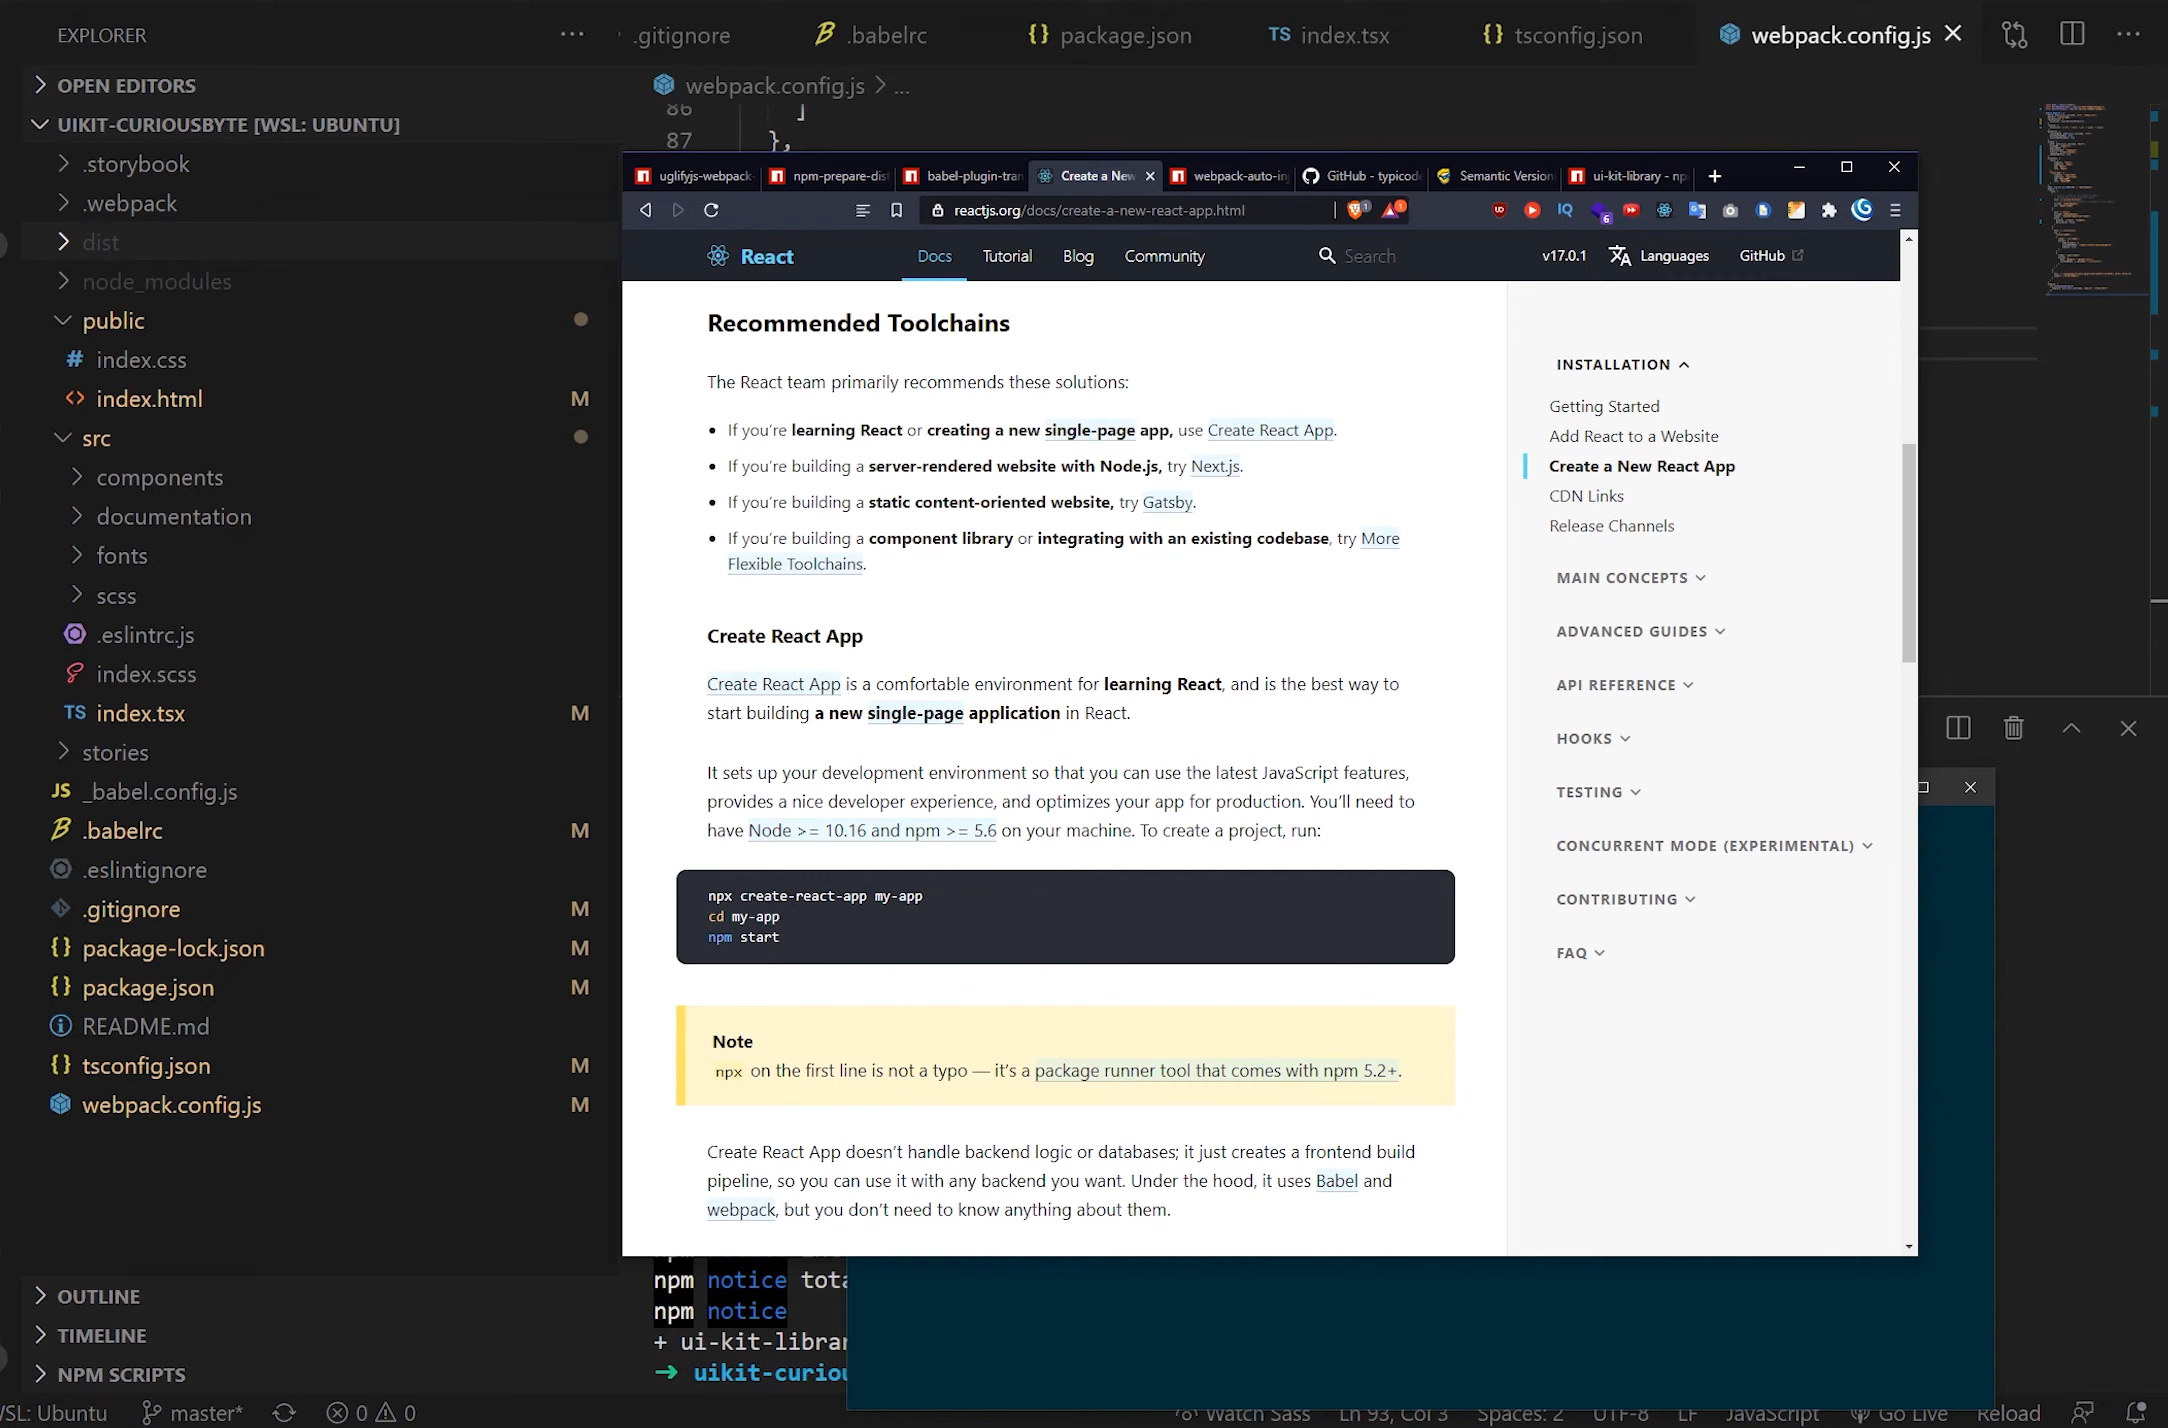 EXPLORER
OPEN EDITORS
UIKIT-CURIOUSBYTE [WSL: UBUNTU]
.storybook
.webpack
dist
node_modules
public
index.css
index.html M
src
components
documentation
fonts
scss
.eslintrc.js
index.scss
index.tsx M
stories
_babel.config.js
.babelrc M
.eslintignore
.gitignore M
package-lock.json M
package.json M
README.md
tsconfig.json M
webpack.config.js M
OUTLINE
TIMELINE
NPM SCRIPTS
.gitignore .babelrc package.json TS index.tsx tsconfig.json webpack.config.js
webpack.config.js > ...
86 ]
87 },
uglifyjs-webpack- npm-prepare-dist babel-plugin-tran Create a New webpack-auto-inj GitHub - typicode Semantic Version ui-kit-library - np
reactjs.org/docs/create-a-new-react-app.html
React Docs Tutorial Blog Community Search v17.0.1 Languages GitHub
Recommended Toolchains
The React team primarily recommends these solutions:
If you’re learning React or creating a new single-page app, use Create React App.
If you’re building a server-rendered website with Node.js, try Next.js.
If you’re building a static content-oriented website, try Gatsby.
If you’re building a component library or integrating with an existing codebase, try More
Flexible Toolchains.
Create React App
Create React App is a comfortable environment for learning React, and is the best way to
start building a new single-page application in React.
It sets up your development environment so that you can use the latest JavaScript features,
provides a nice developer experience, and optimizes your app for production. You’ll need to
have Node >= 10.16 and npm >= 5.6 on your machine. To create a project, run:
npx create-react-app my-app
cd my-app
npm start
Note
npx on the first line is not a typo — it’s a package runner tool that comes with npm 5.2+.
Create React App doesn’t handle backend logic or databases; it just creates a frontend build
pipeline, so you can use it with any backend you want. Under the hood, it uses Babel and
webpack, but you don’t need to know anything about them.
INSTALLATION
Getting Started
Add React to a Website
Create a New React App
CDN Links
Release Channels
MAIN CONCEPTS
ADVANCED GUIDES
API REFERENCE
HOOKS
TESTING
CONCURRENT MODE (EXPERIMENTAL)
CONTRIBUTING
FAQ
npm notice tota
npm notice
+ ui-kit-librar
→ uikit-curiou
WSL: Ubuntu master* 0 0 Watch Sass Ln 93, Col 3 Spaces: 2 UTF-8 LF JavaScript Go Live Reload